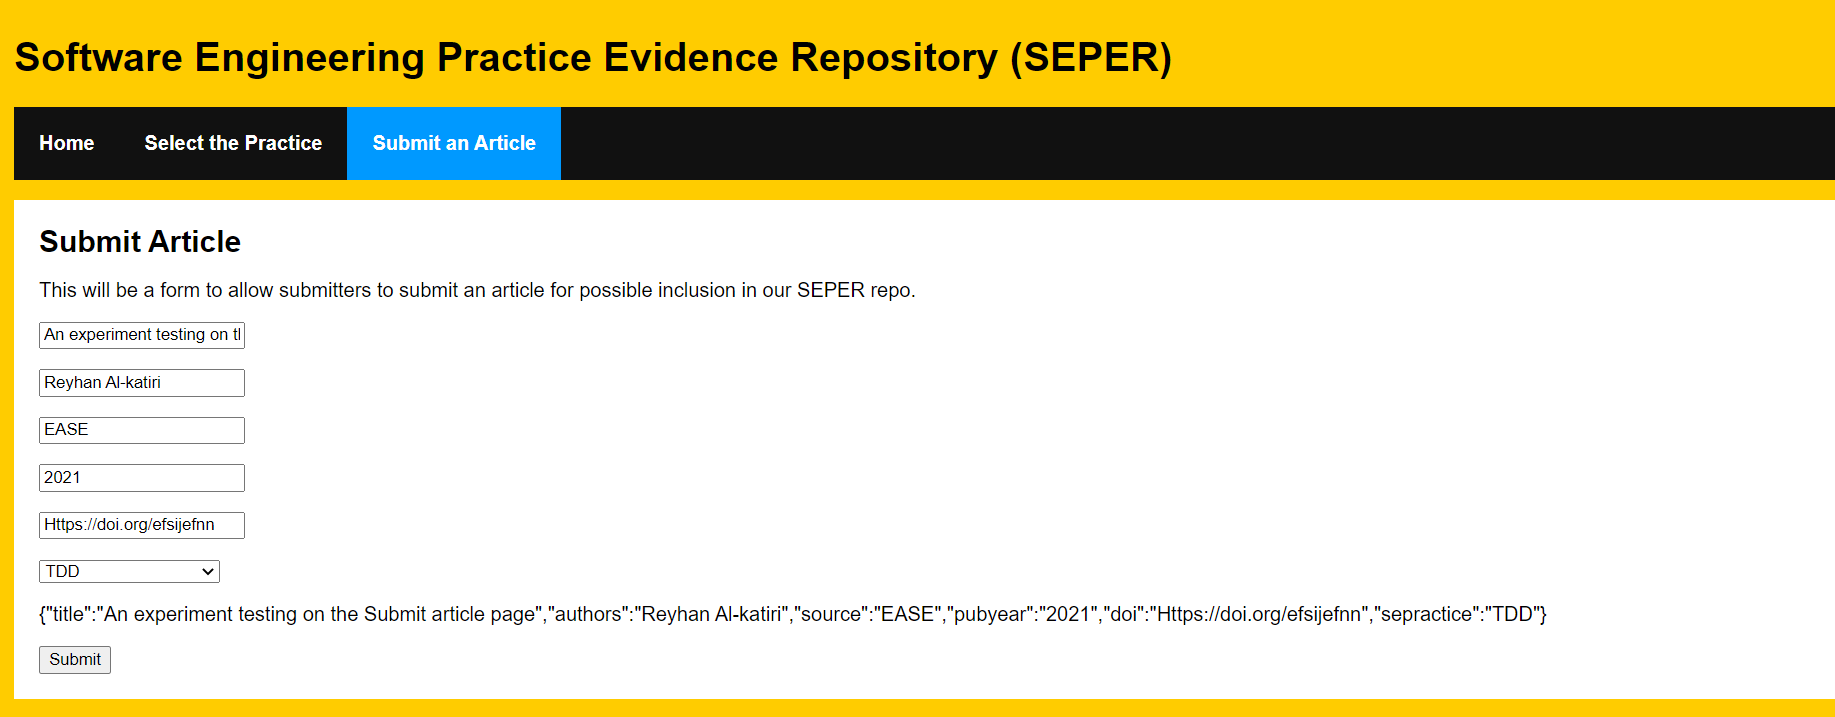 Software Engineering Practice Evidence Repository (SEPER)
Home Select the Practice Submit an Article
Submit Article
This will be a form to allow submitters to submit an article for possible inclusion in our SEPER repo.
An experiment testing on tl
Reyhan Al-katiri
EASE
2021
Https://doi.org/efsijefnn
TDD
{"title":"An experiment testing on the Submit article page","authors":"Reyhan Al-katiri","source":"EASE","pubyear":"2021","doi":"Https://doi.org/efsijefnn","sepractice":"TDD"}
Submit